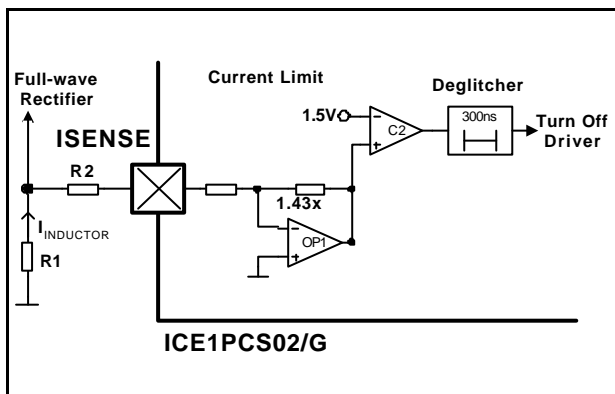 Full-wave
Rectifier
Current Limit
Deglitcher
ISENSE
1.5V
C2
300ns
Turn Off
Driver
R2
1.43x
IINDUCTOR
OP1
R1
ICE1PCS02/G